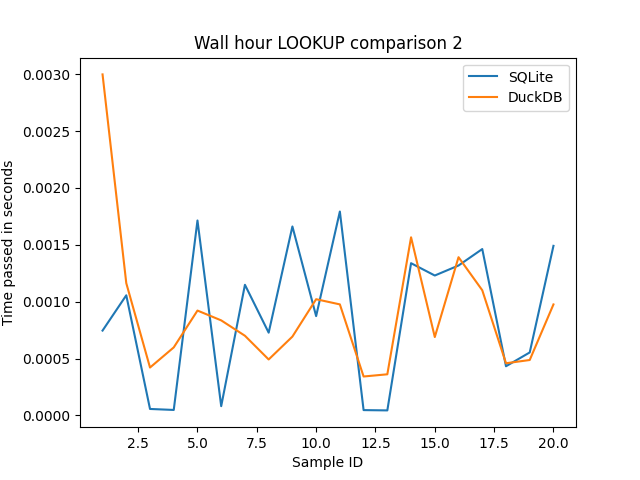 Wall hour LOOKUP comparison 2
SQLite
DuckDB
Time passed in seconds
0.0030
0.0025
0.0020
0.0015
0.0010
0.0005
0.0000
2.5 5.0 7.5 10.0 12.5 15.0 17.5 20.0
Sample ID